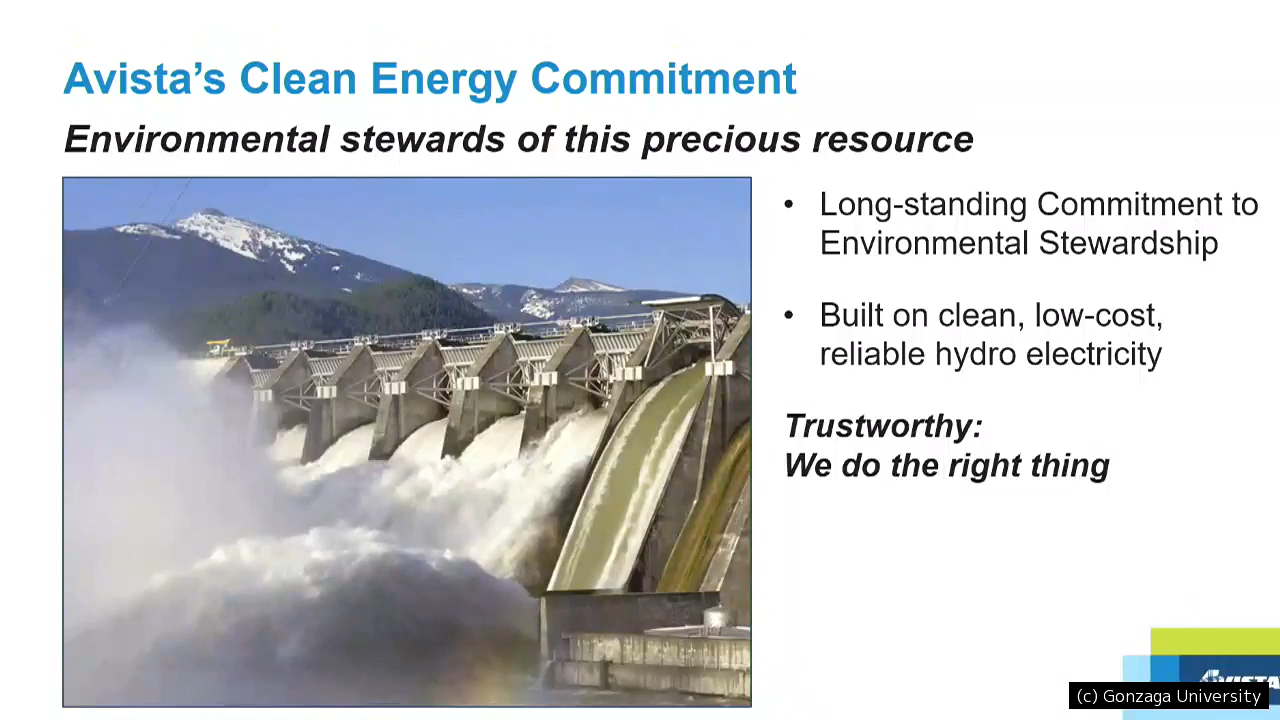 Avista’s Clean Energy Commitment
Environmental stewards of this precious resource
• Long-standing Commitment to
Environmental Stewardship
• Built on clean, low-cost,
reliable hydro electricity
Trustworthy:
We do the right thing
(c) Gonzaga University